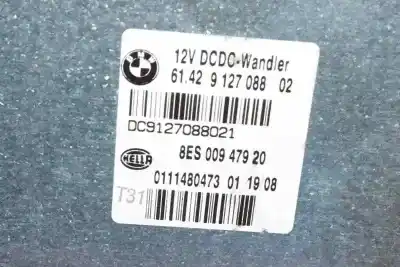 BMW
12V DCDC-Wandler
61.42 9 127 088 02
DC9127088021
HELLA
8ES 009 479 20
0111480473 01 19 08
T31